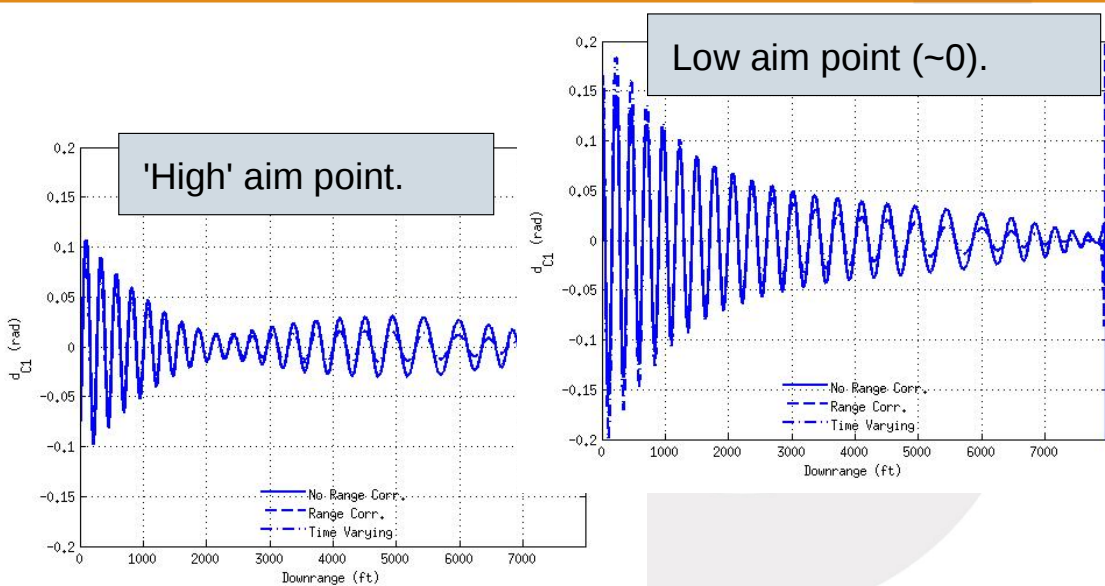 'High' aim point.
0.2
0.15
0.1
0.05
0
-0.05
-0.1
-0.15
-0.2
d_C1 (rad)
No Range Corr.
Range Corr.
Time Varying
0 1000 2000 3000 4000 5000 6000 7000
Downrange (ft)
Low aim point (~0).
0.2
0.15
0.1
0.05
0
-0.05
-0.1
-0.15
-0.2
d_C1 (rad)
No Range Corr.
Range Corr.
Time Varying
0 1000 2000 3000 4000 5000 6000 7000
Downrange (ft)